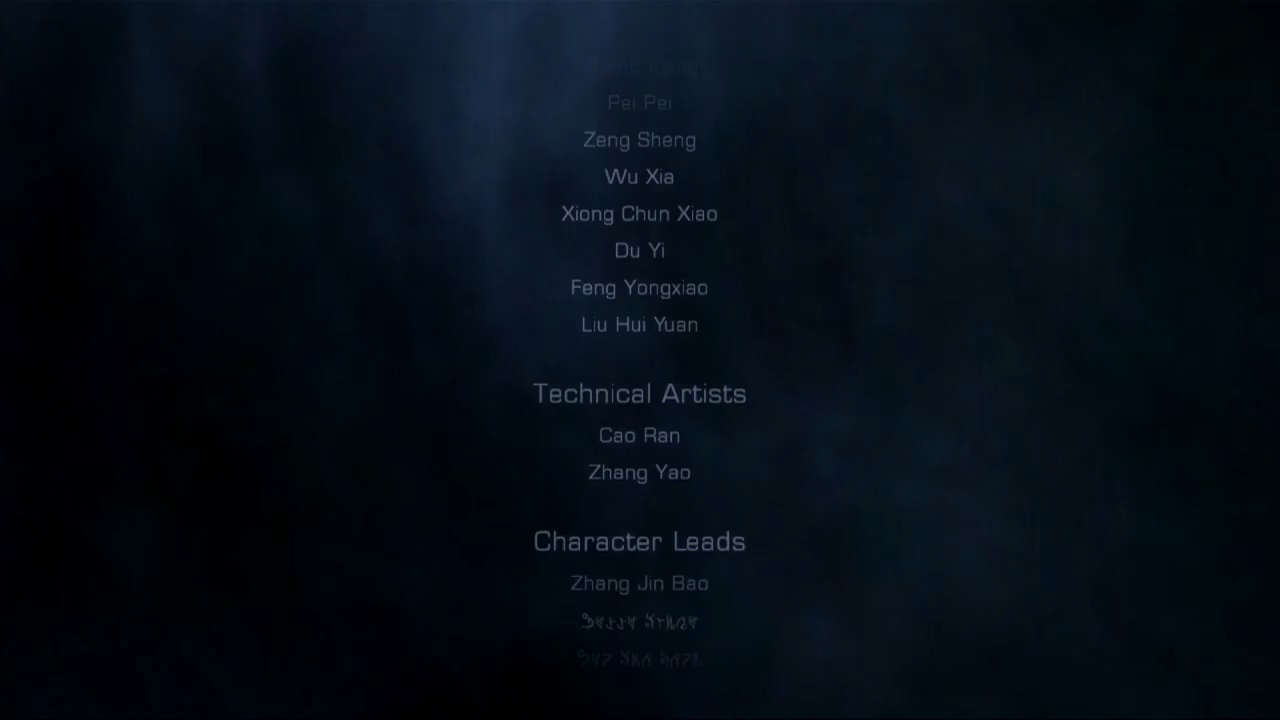 Pei Pei
Zeng Sheng
Wu Xia
Xiong Chun Xiao
Du Yi
Feng Yongxiao
Liu Hui Yuan
Technical Artists
Cao Ran
Zhang Yao
Character Leads
Zhang Jin Bao